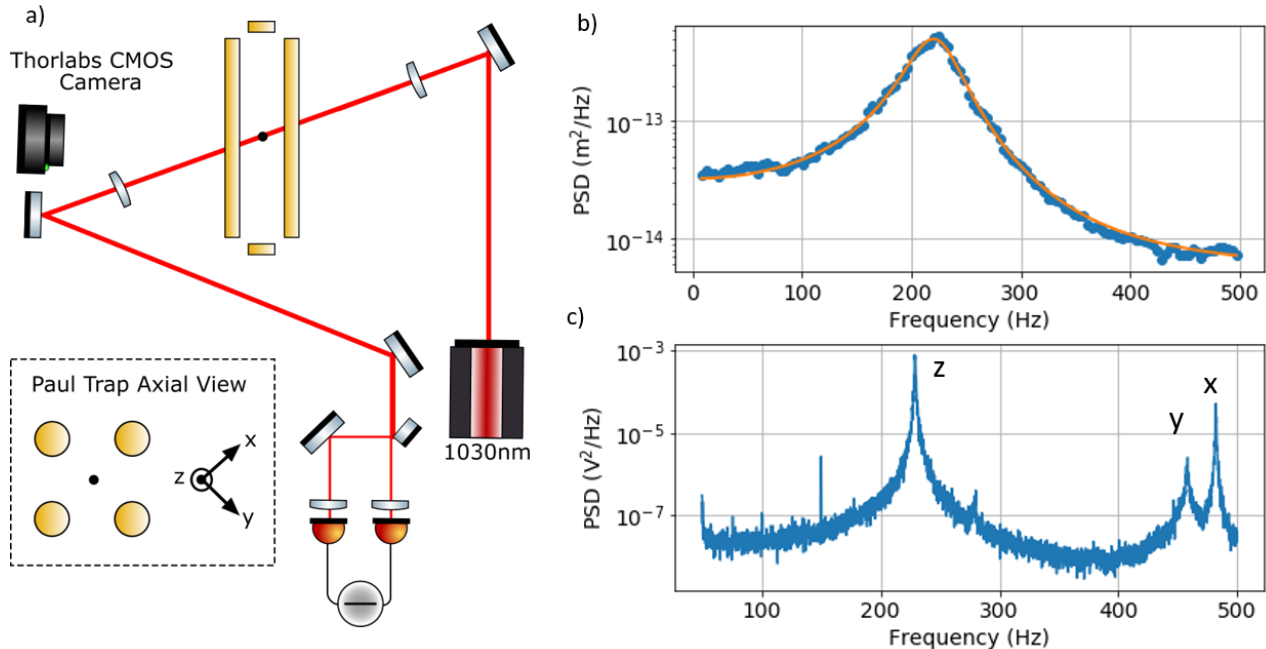 a)
Thorlabs CMOS
Camera
1030nm
Paul Trap Axial View
x
z
y
b)
PSD (m²/Hz)
10⁻¹³
10⁻¹⁴
0 100 200 300 400 500
Frequency (Hz)
c)
PSD (V²/Hz)
10⁻³
10⁻⁵
10⁻⁷
z
y
x
100 200 300 400 500
Frequency (Hz)